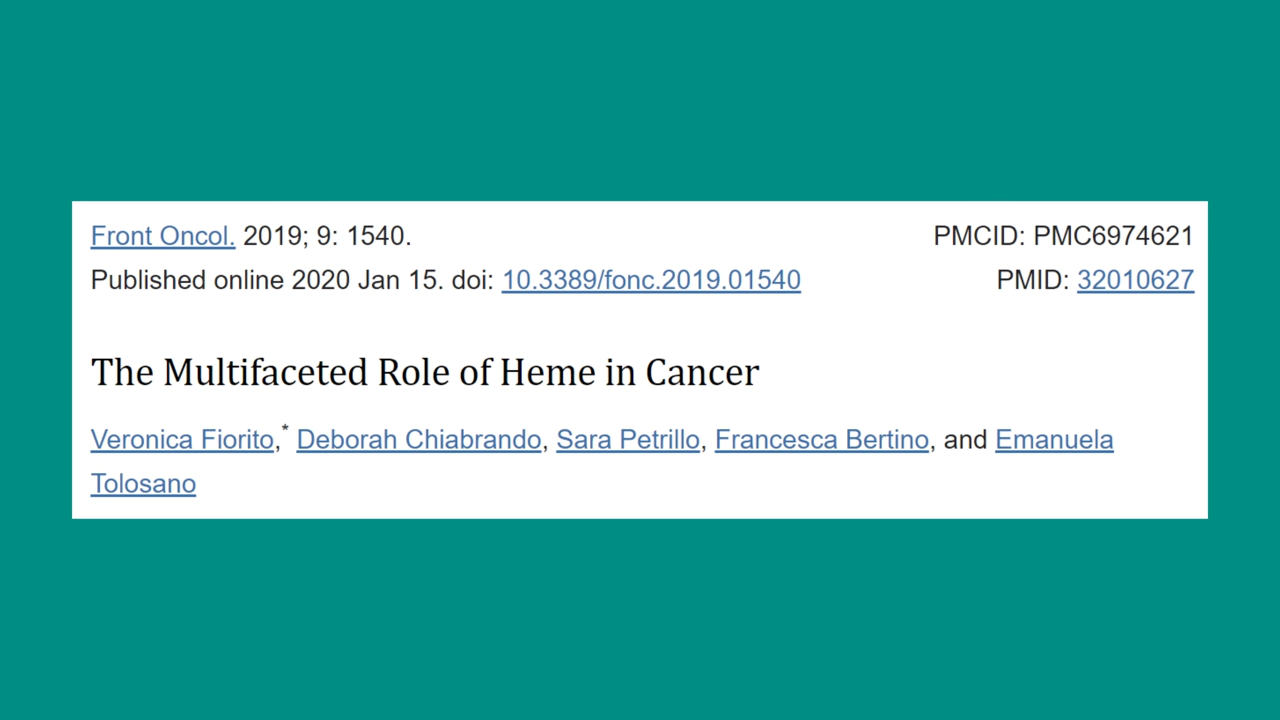 Front Oncol. 2019; 9: 1540. PMCID: PMC6974621
Published online 2020 Jan 15. doi: 10.3389/fonc.2019.01540 PMID: 32010627
The Multifaceted Role of Heme in Cancer
Veronica Fiorito,* Deborah Chiabrando, Sara Petrillo, Francesca Bertino, and Emanuela
Tolosano